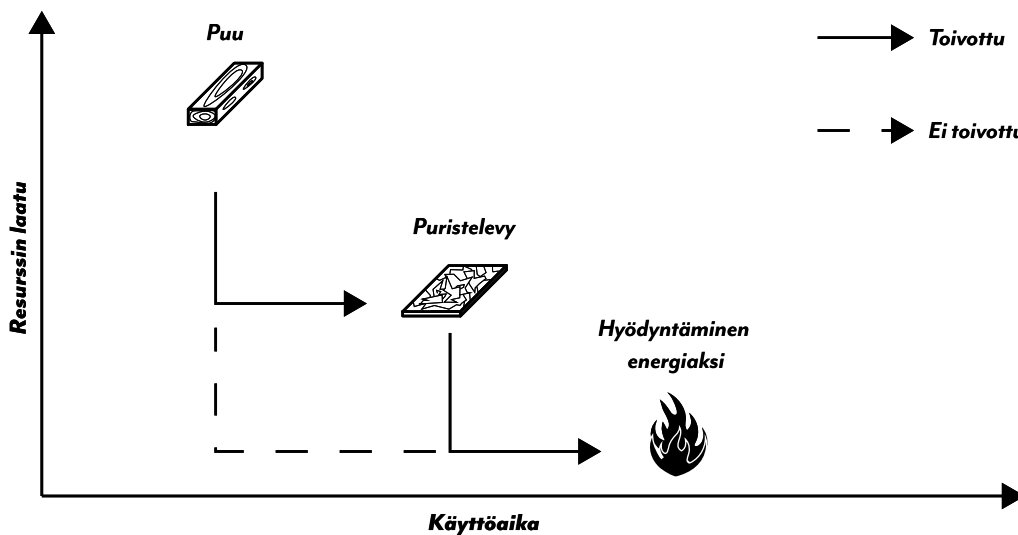 Puu
Toivottu
Ei toivottu
Puristelevy
Resurssin laatu
Hyödyntäminen
energiaksi
Käyttöaika